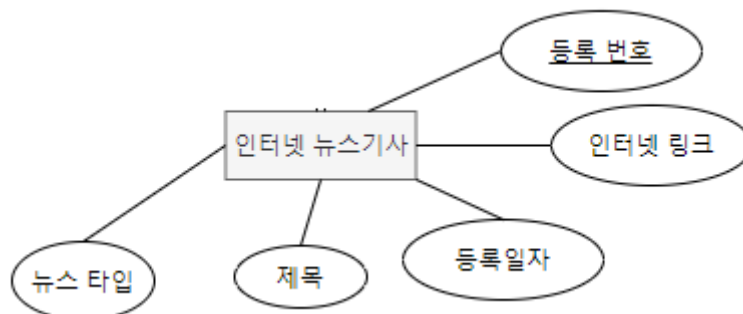 등록 번호
인터넷 뉴스기사
인터넷 링크
뉴스 타입
제목
등록일자